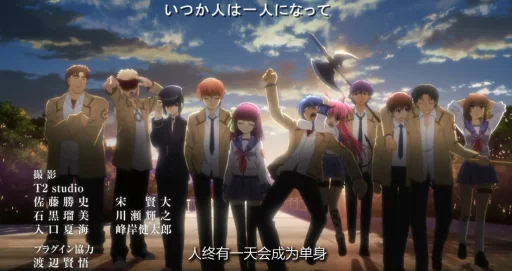 いつか人は一人になって
撮影
T2 studio
佐藤勝史　宋　賢大
石黒瑠美　川瀬輝之
入口夏海　峰岸健太郎
プラグイン協力
渡辺賢悟
人终有一天会成为单身